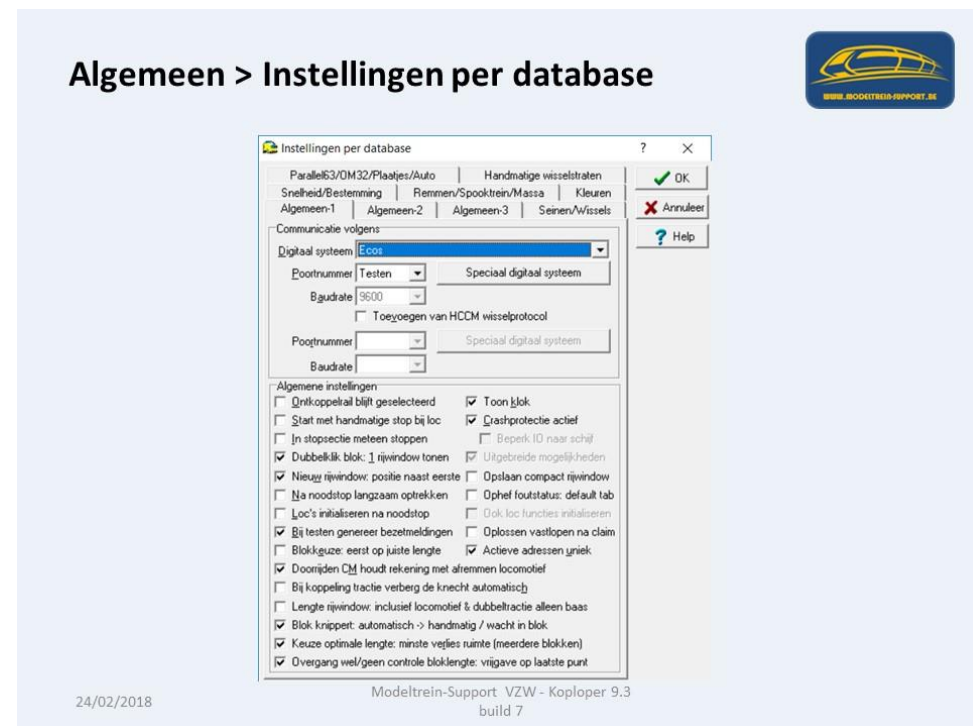 Algemeen > Instellingen per database
WWW.MODELTREIN-SUPPORT.BE
Instellingen per database
? ×
Parallel63/OM32/Plaatjes/Auto Handmatige wisselstraten
Snelheid/Bestemming Remmen/Spooktrein/Massa Kleuren
Algemeen-1 Algemeen-2 Algemeen-3 Seinen/Wissels
OK
Annuleer
Help
Communicatie volgens
Digitaal systeem Ecos
Poortnummer Testen Speciaal digitaal systeem
Baudrate 9600
Toevoegen van HCCM wisselprotocol
Poortnummer Speciaal digitaal systeem
Baudrate
Algemene instellingen
Ontkoppelrail blijft geselecteerd Toon klok
Start met handmatige stop bij loc Crashprotectie actief
In stopsectie meteen stoppen Beperk IO naar schijf
Dubbelklik blok: 1 rijwindow tonen Uitgebreide mogelijkheden
Nieuw rijwindow: positie naast eerste Opslaan compact rijwindow
Na noodstop langzaam optrekken Ophef foutstatus: default tab
Loc's initialiseren na noodstop Ook loc functies initialiseren
Bij testen genereer bezetmeldingen Oplossen vastlopen na claim
Blokkeuze: eerst op juiste lengte Actieve adressen uniek
Doorrijden CM houdt rekening met afremmen locomotief
Bij koppeling tractie verberg de knecht automatisch
Lengte rijwindow: inclusief locomotief & dubbeltractie alleen baas
Blok knippert: automatisch -> handmatig / wacht in blok
Keuze optimale lengte: minste verlies ruimte (meerdere blokken)
Overgang wel/geen controle bloklengte: vrijgave op laatste punt
24/02/2018
Modeltrein-Support VZW - Koploper 9.3
build 7